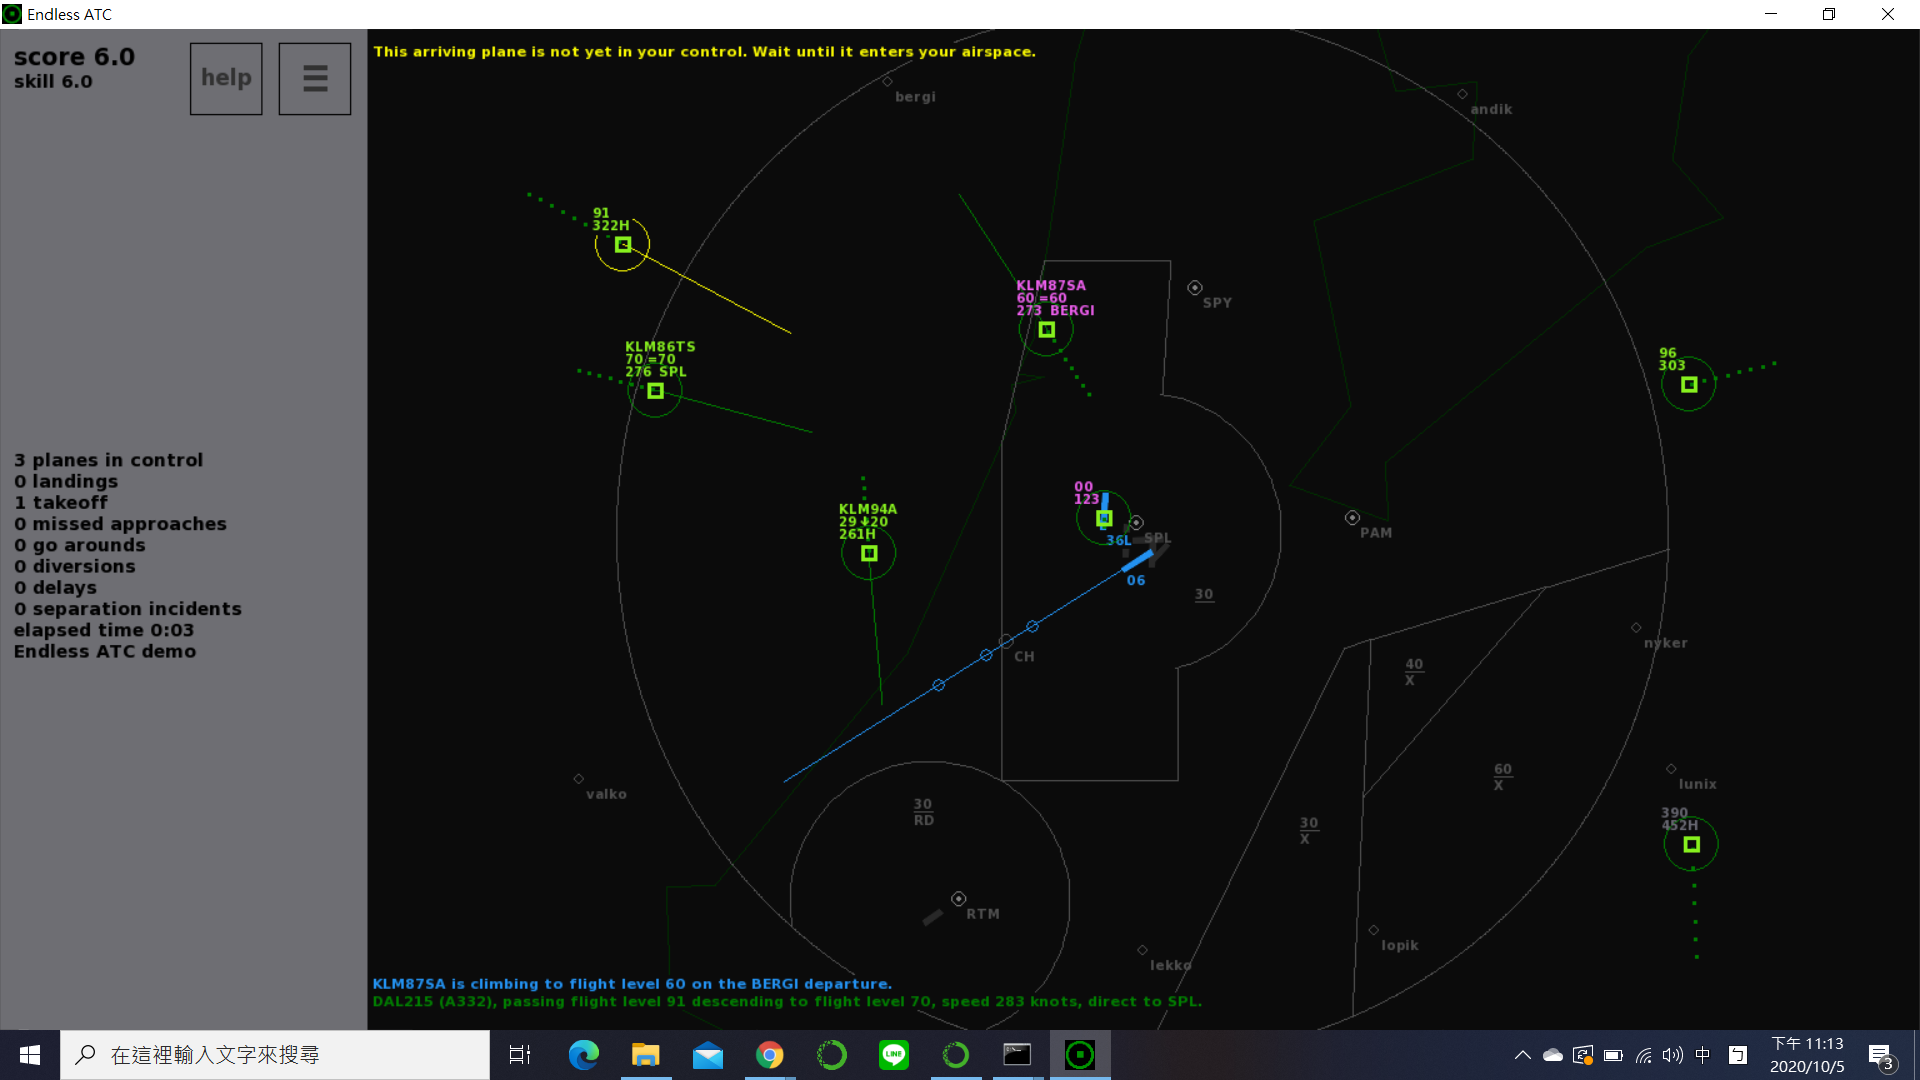 Endless ATC
score 6.0
skill 6.0
help
This arriving plane is not yet in your control. Wait until it enters your airspace.
bergi
andik
91
322H
KLM87SA
60 =60
273 BERGI
SPY
KLM86TS
70 =70
276 SPL
96
303
3 planes in control
0 landings
1 takeoff
0 missed approaches
0 go arounds
0 diversions
0 delays
0 separation incidents
elapsed time 0:03
Endless ATC demo
00
123
KLM94A
29 ↓20
261H
36L
SPL
PAM
06
30
CH
nyker
40
X
60
X
lunix
valko
30
RD
30
X
390
452H
RTM
lopik
lekko
KLM87SA is climbing to flight level 60 on the BERGI departure.
DAL215 (A332), passing flight level 91 descending to flight level 70, speed 283 knots, direct to SPL.
在這裡輸入文字來搜尋
LINE
中
下午 11:13
2020/10/5
3